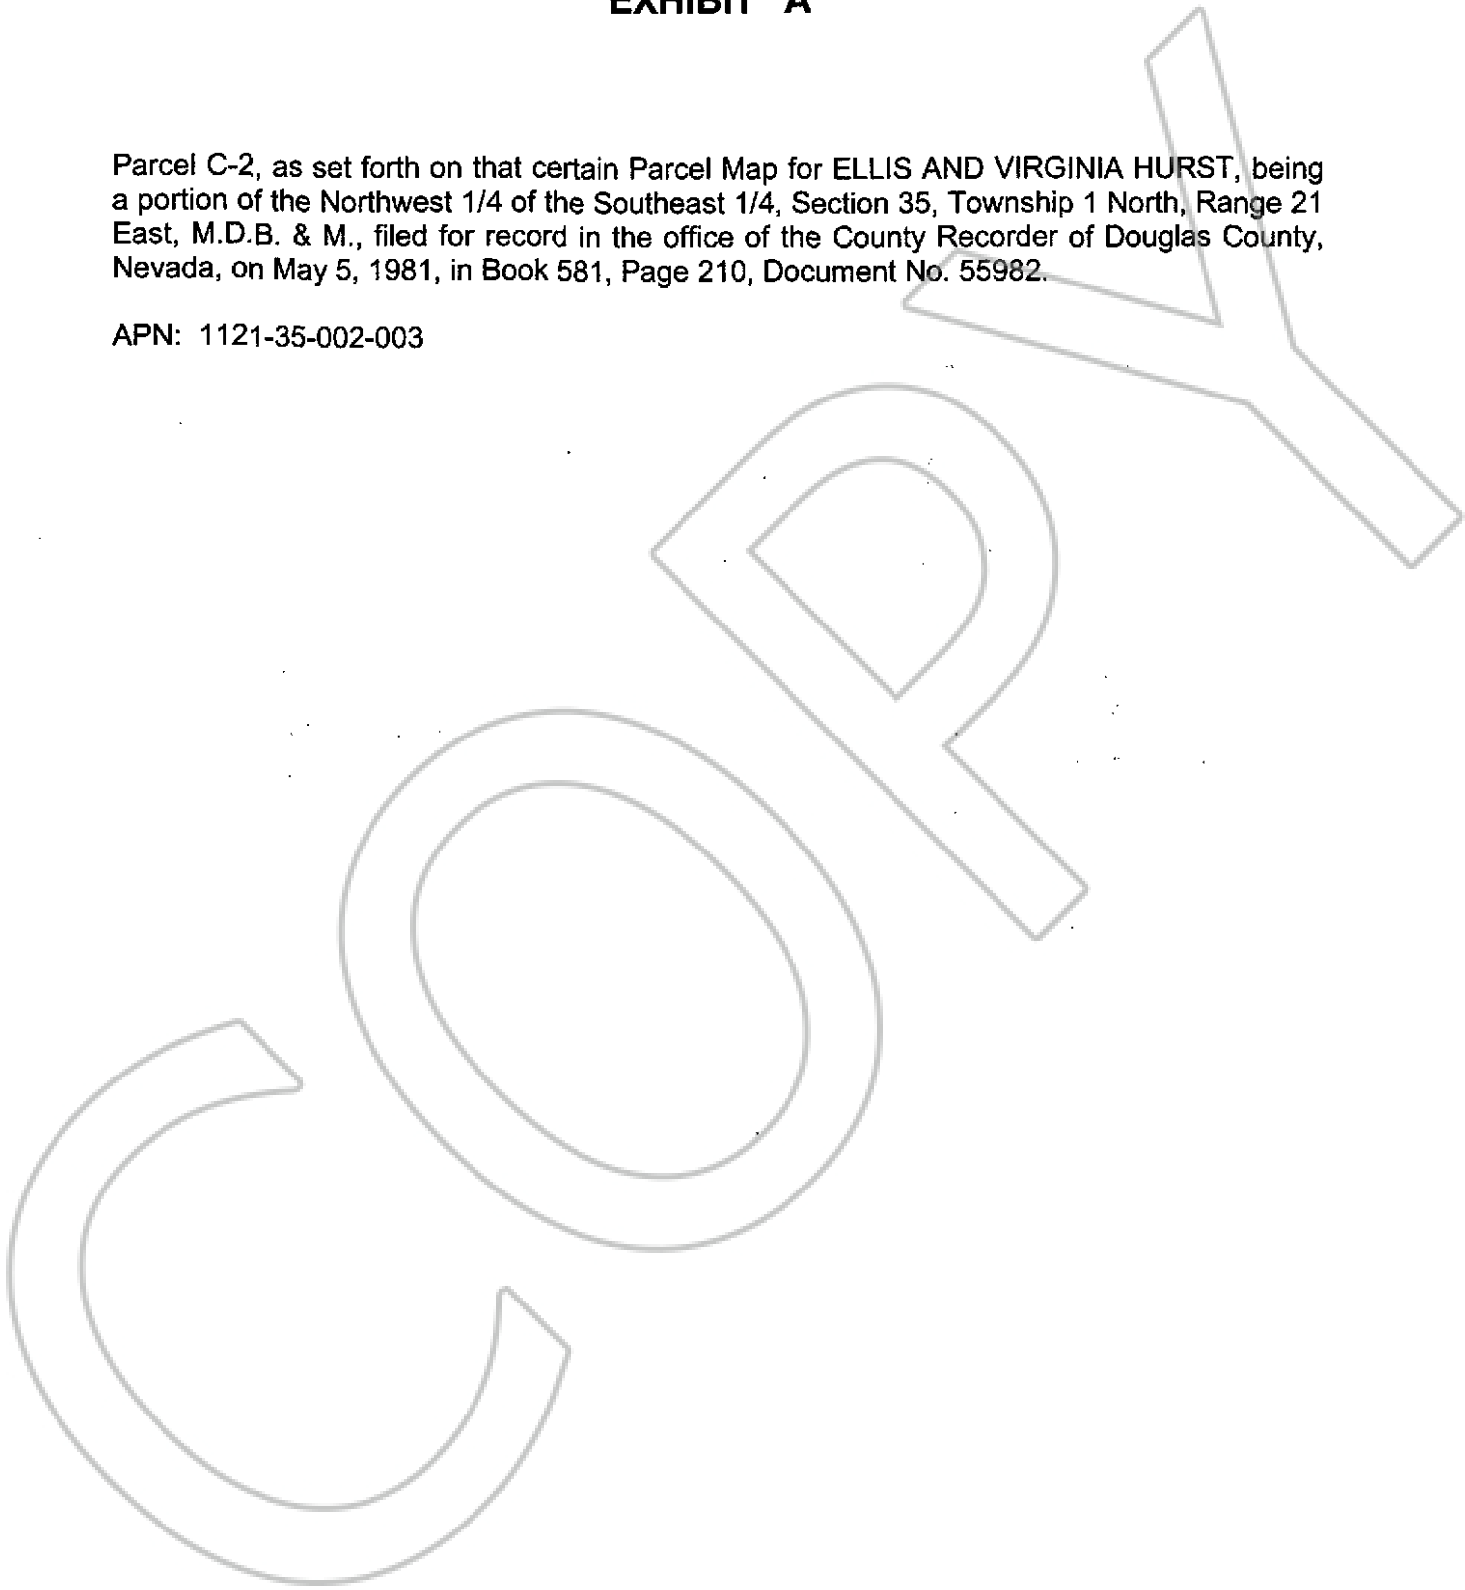 EXHIBIT "A"
Parcel C-2, as set forth on that certain Parcel Map for ELLIS AND VIRGINIA HURST, being
a portion of the Northwest 1/4 of the Southeast 1/4, Section 35, Township 1 North, Range 21
East, M.D.B. & M., filed for record in the office of the County Recorder of Douglas County,
Nevada, on May 5, 1981, in Book 581, Page 210, Document No. 55982.
APN: 1121-35-002-003
COPY